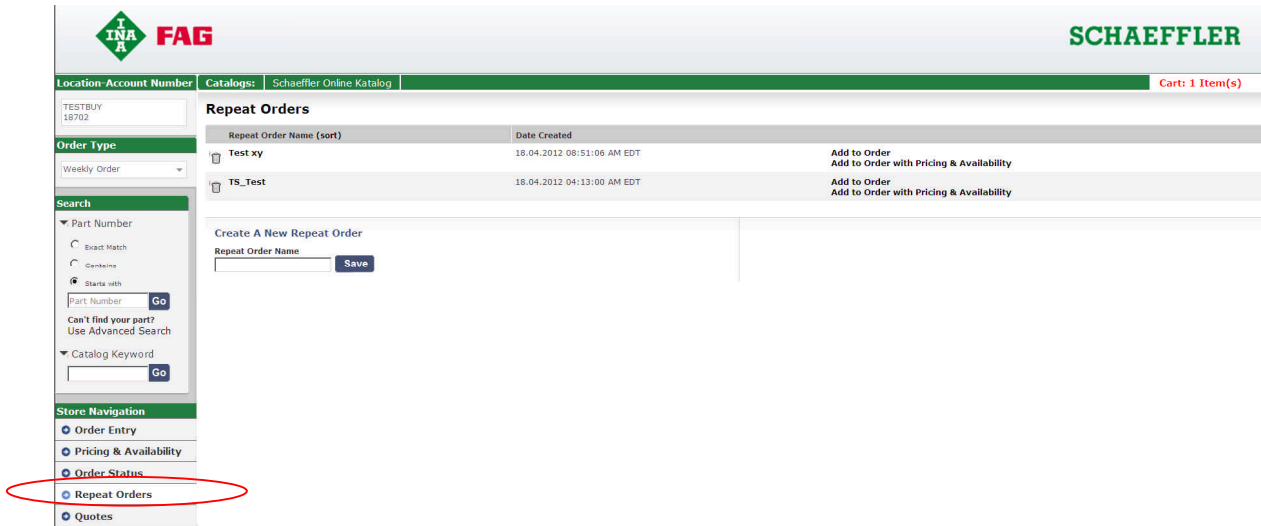 INA
FAG
SCHAEFFLER
Location-Account Number
Catalogs: Schaeffler Online Katalog
Cart: 1 Item(s)
TESTBUY
18702
Order Type
Weekly Order
Search
Part Number
Exact Match
Contains
Starts with
Part Number Go
Can't find your part?
Use Advanced Search
Catalog Keyword
Go
Store Navigation
Order Entry
Pricing & Availability
Order Status
Repeat Orders
Quotes
Repeat Orders
Repeat Order Name (sort) Date Created
Test xy 18.04.2012 08:51:06 AM EDT Add to Order
Add to Order with Pricing & Availability
TS_Test 18.04.2012 04:13:00 AM EDT Add to Order
Add to Order with Pricing & Availability
Create A New Repeat Order
Repeat Order Name
Save